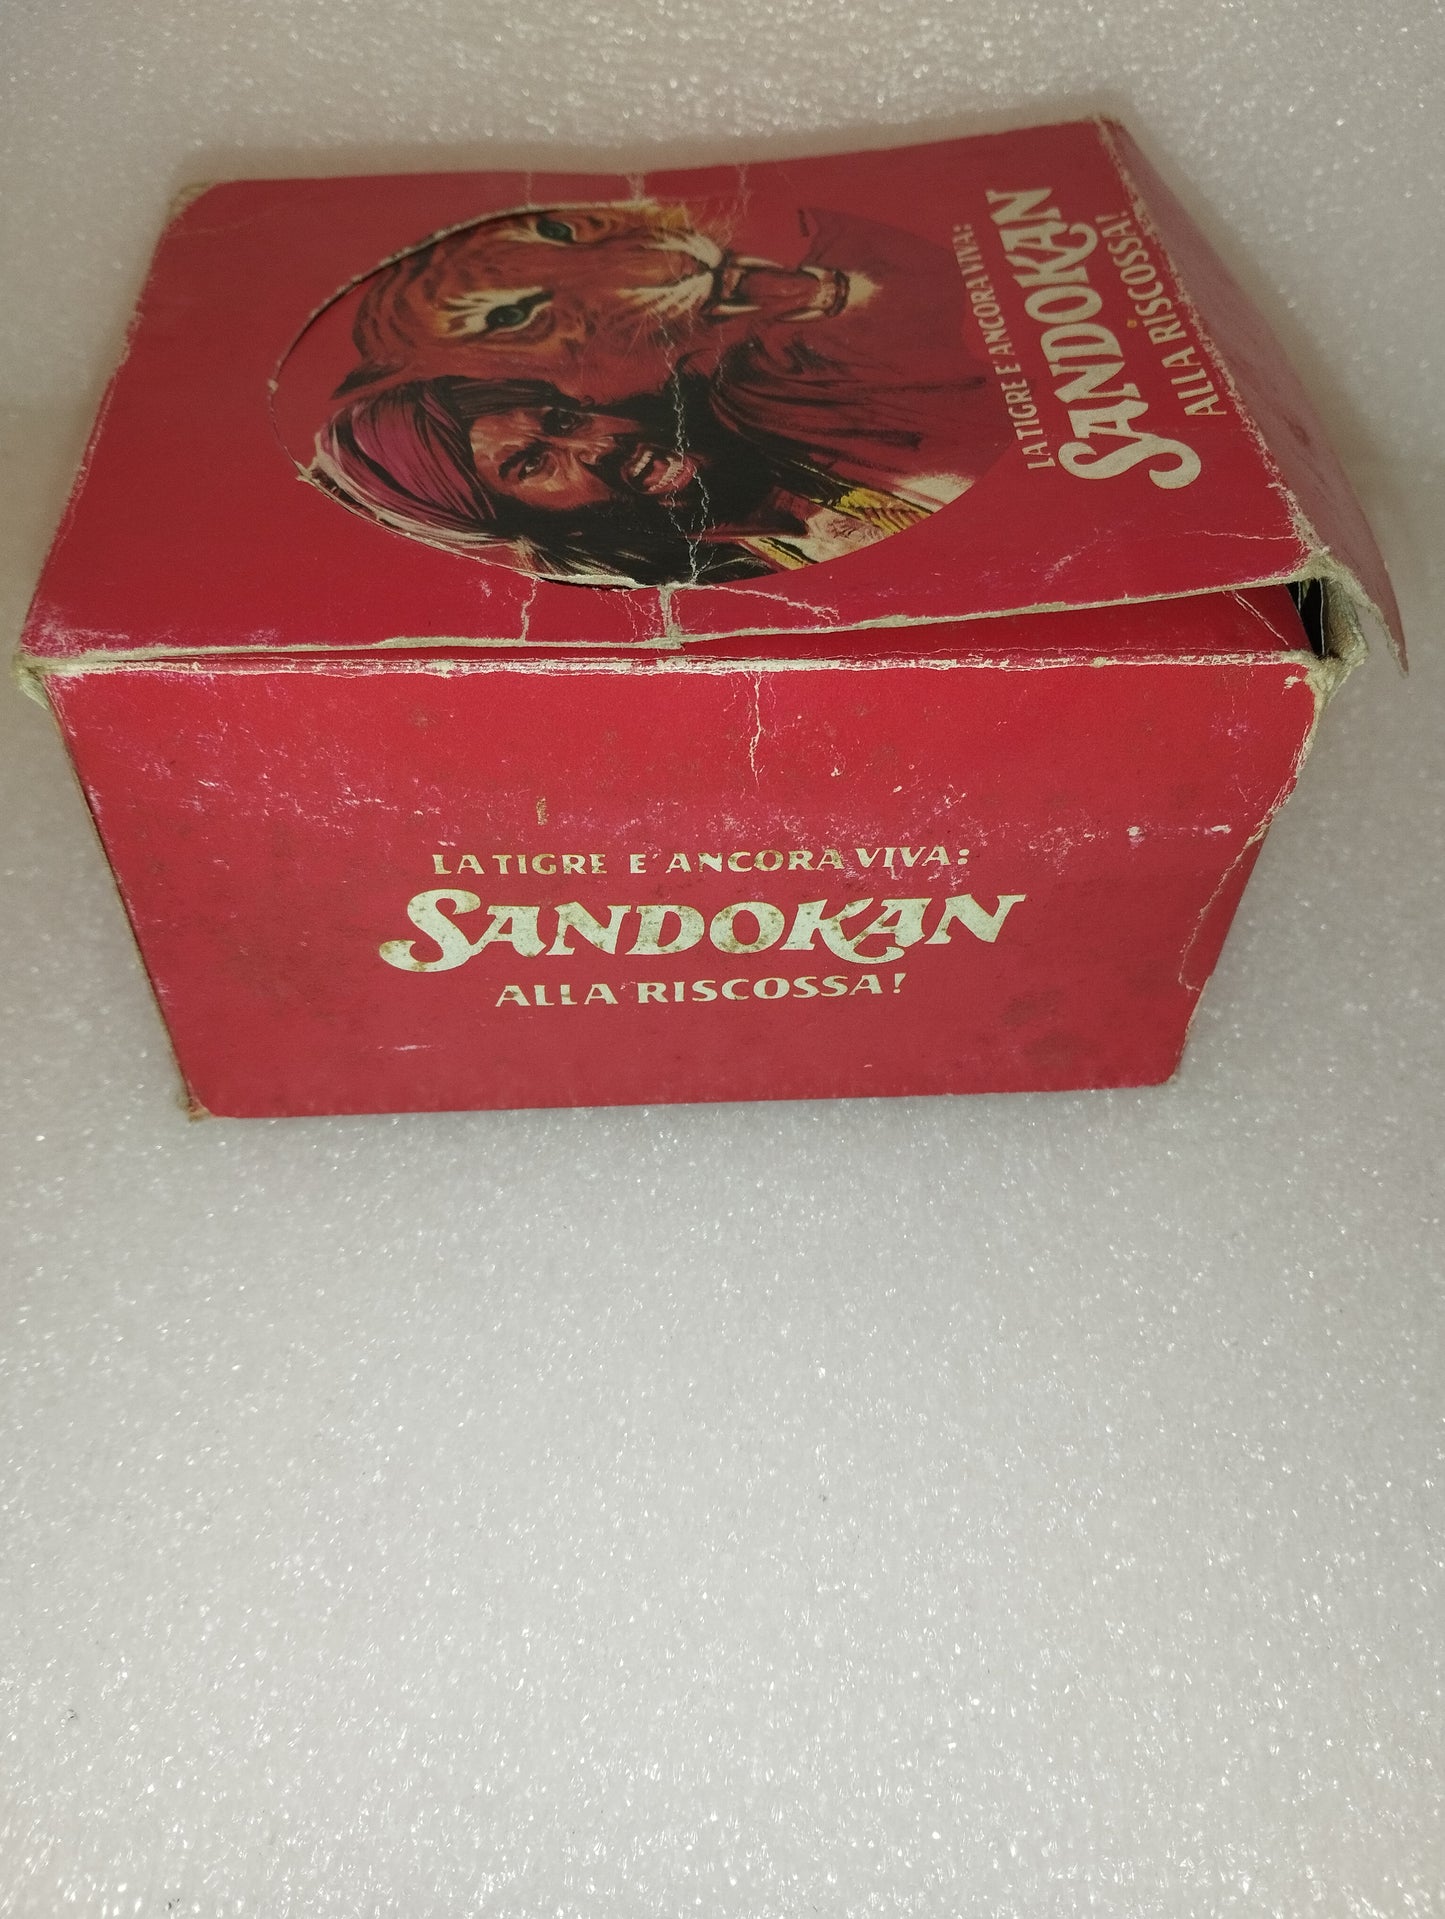 LA TIGRE E' ANCORA VIVA:
SANDOKAN
ALLA RISCOSSA!
LA TIGRE E' ANCORA VIVA:
SANDOKAN
ALLA RISCOSSA!